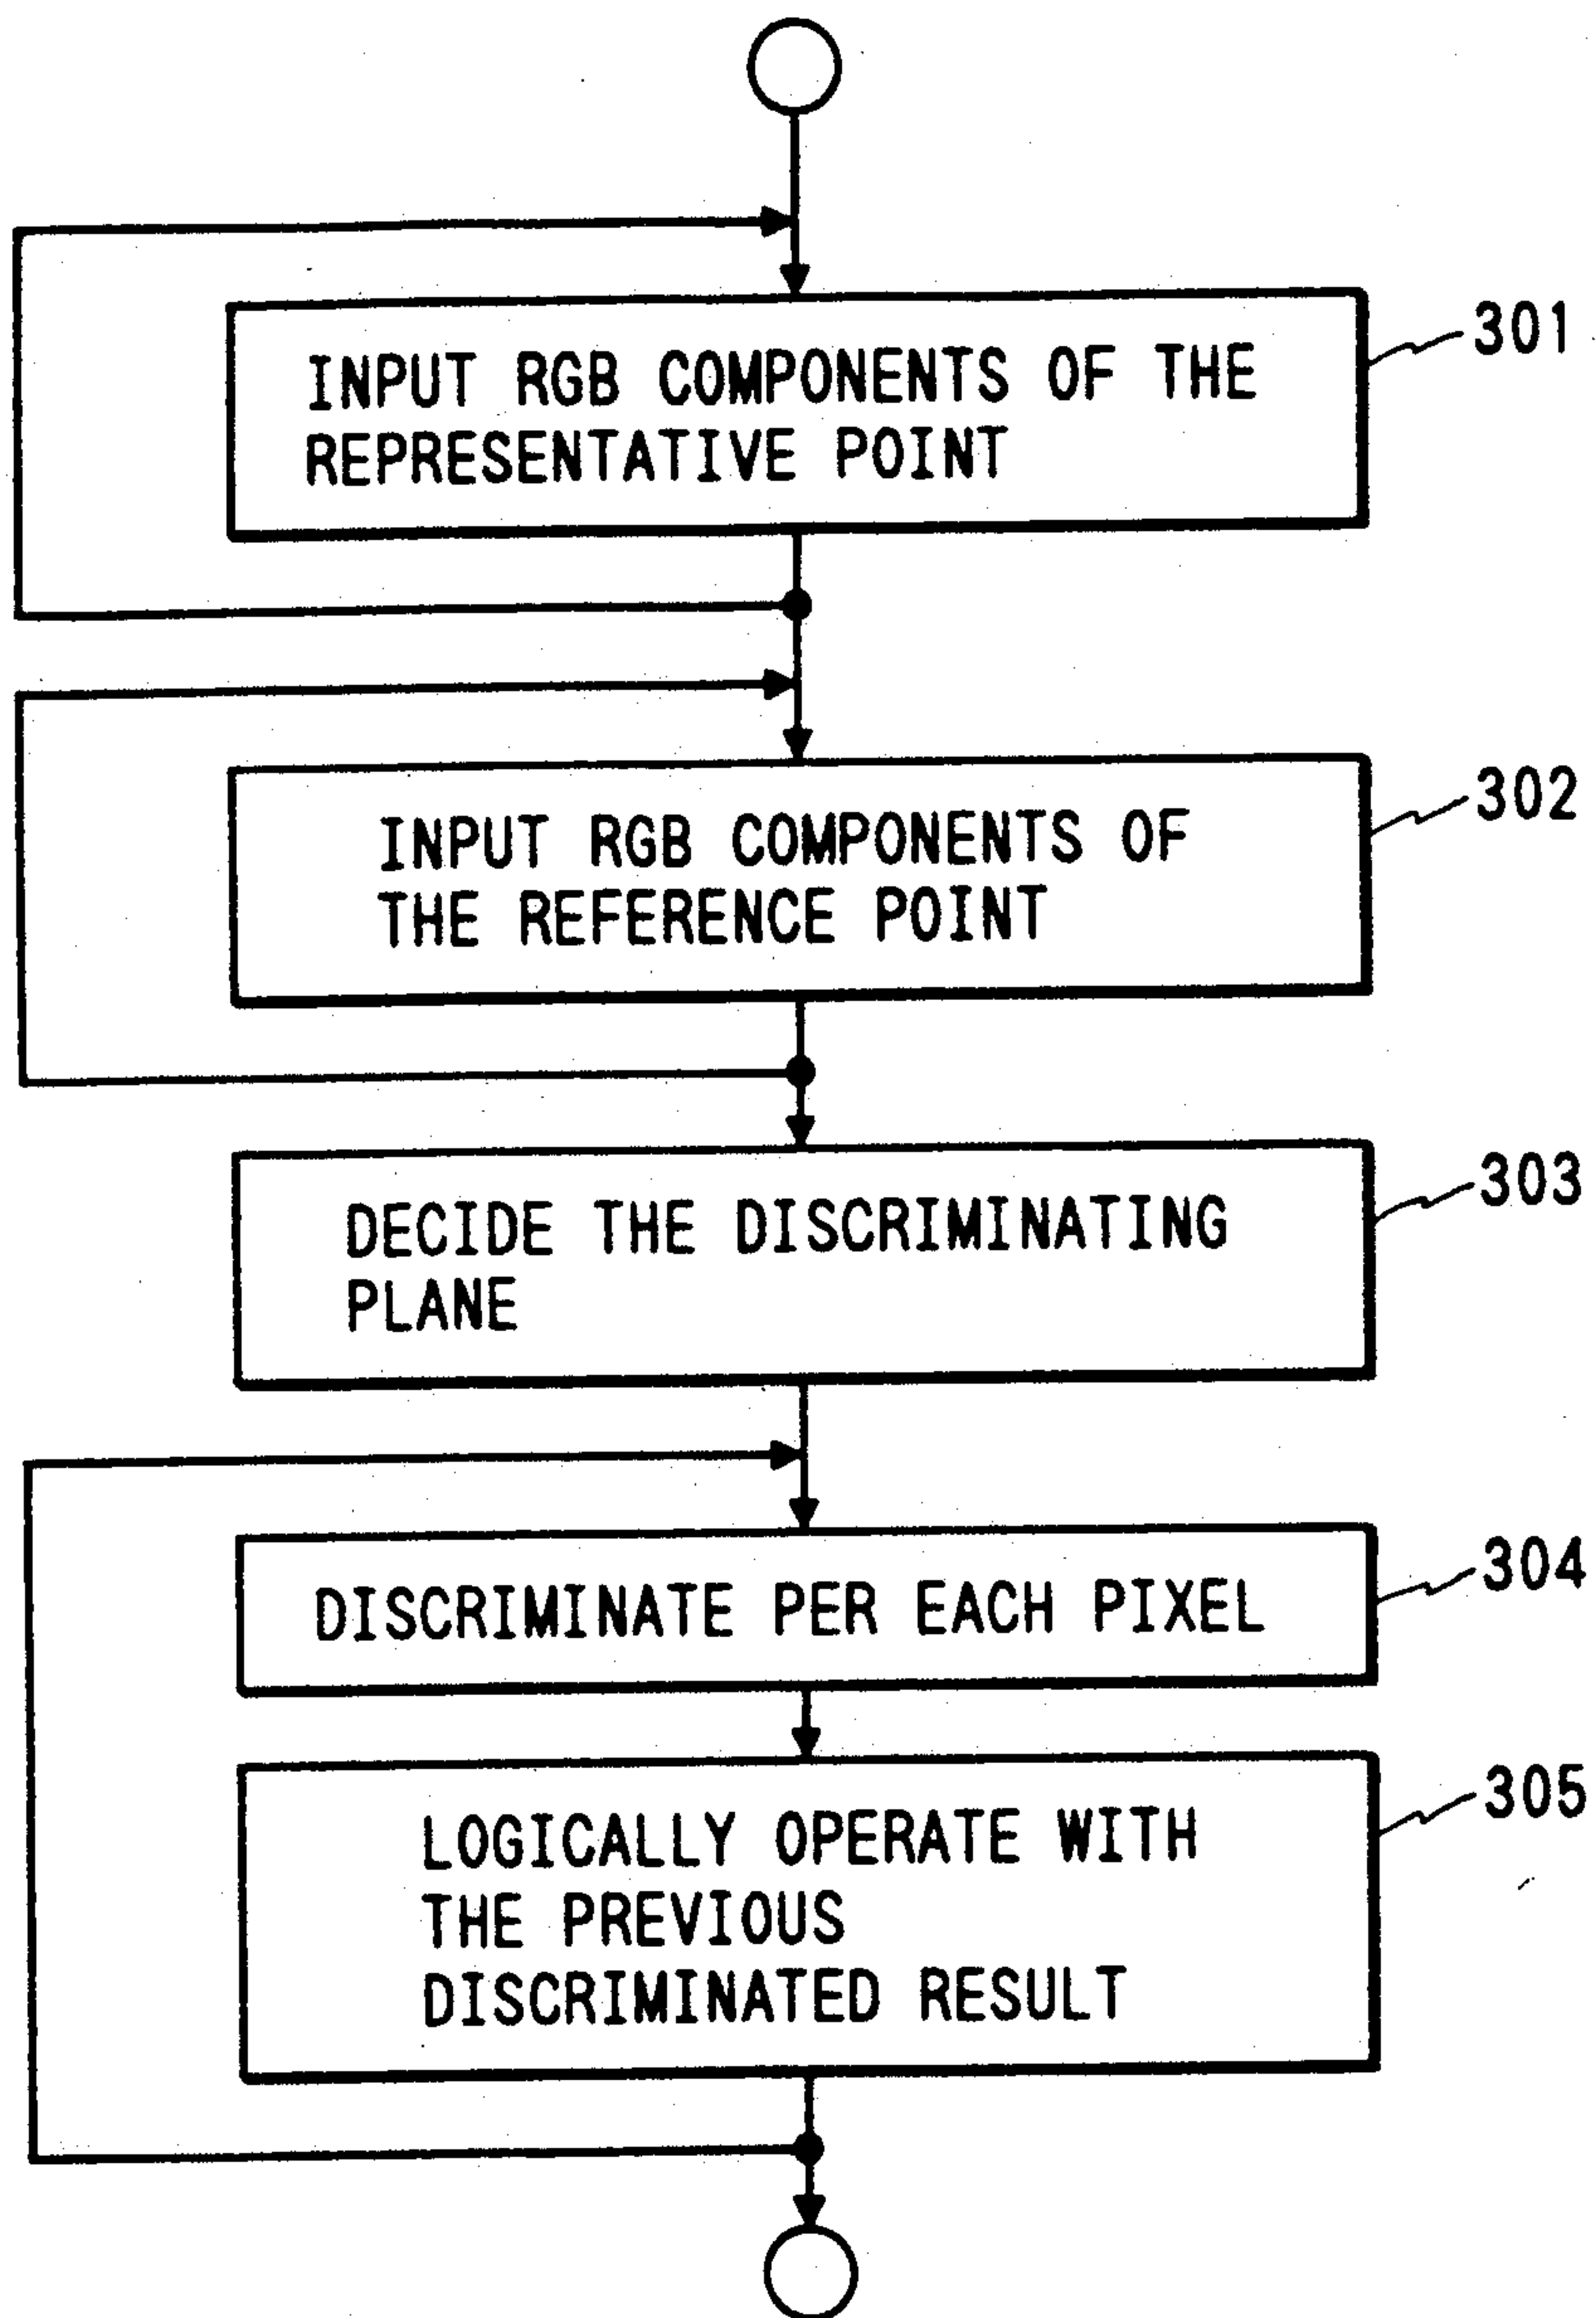 301
INPUT RGB COMPONENTS OF THE
REPRESENTATIVE POINT
302
INPUT RGB COMPONENTS OF
THE REFERENCE POINT
303
DECIDE THE DISCRIMINATING
PLANE
304
DISCRIMINATE PER EACH PIXEL
305
LOGICALLY OPERATE WITH
THE PREVIOUS
DISCRIMINATED RESULT